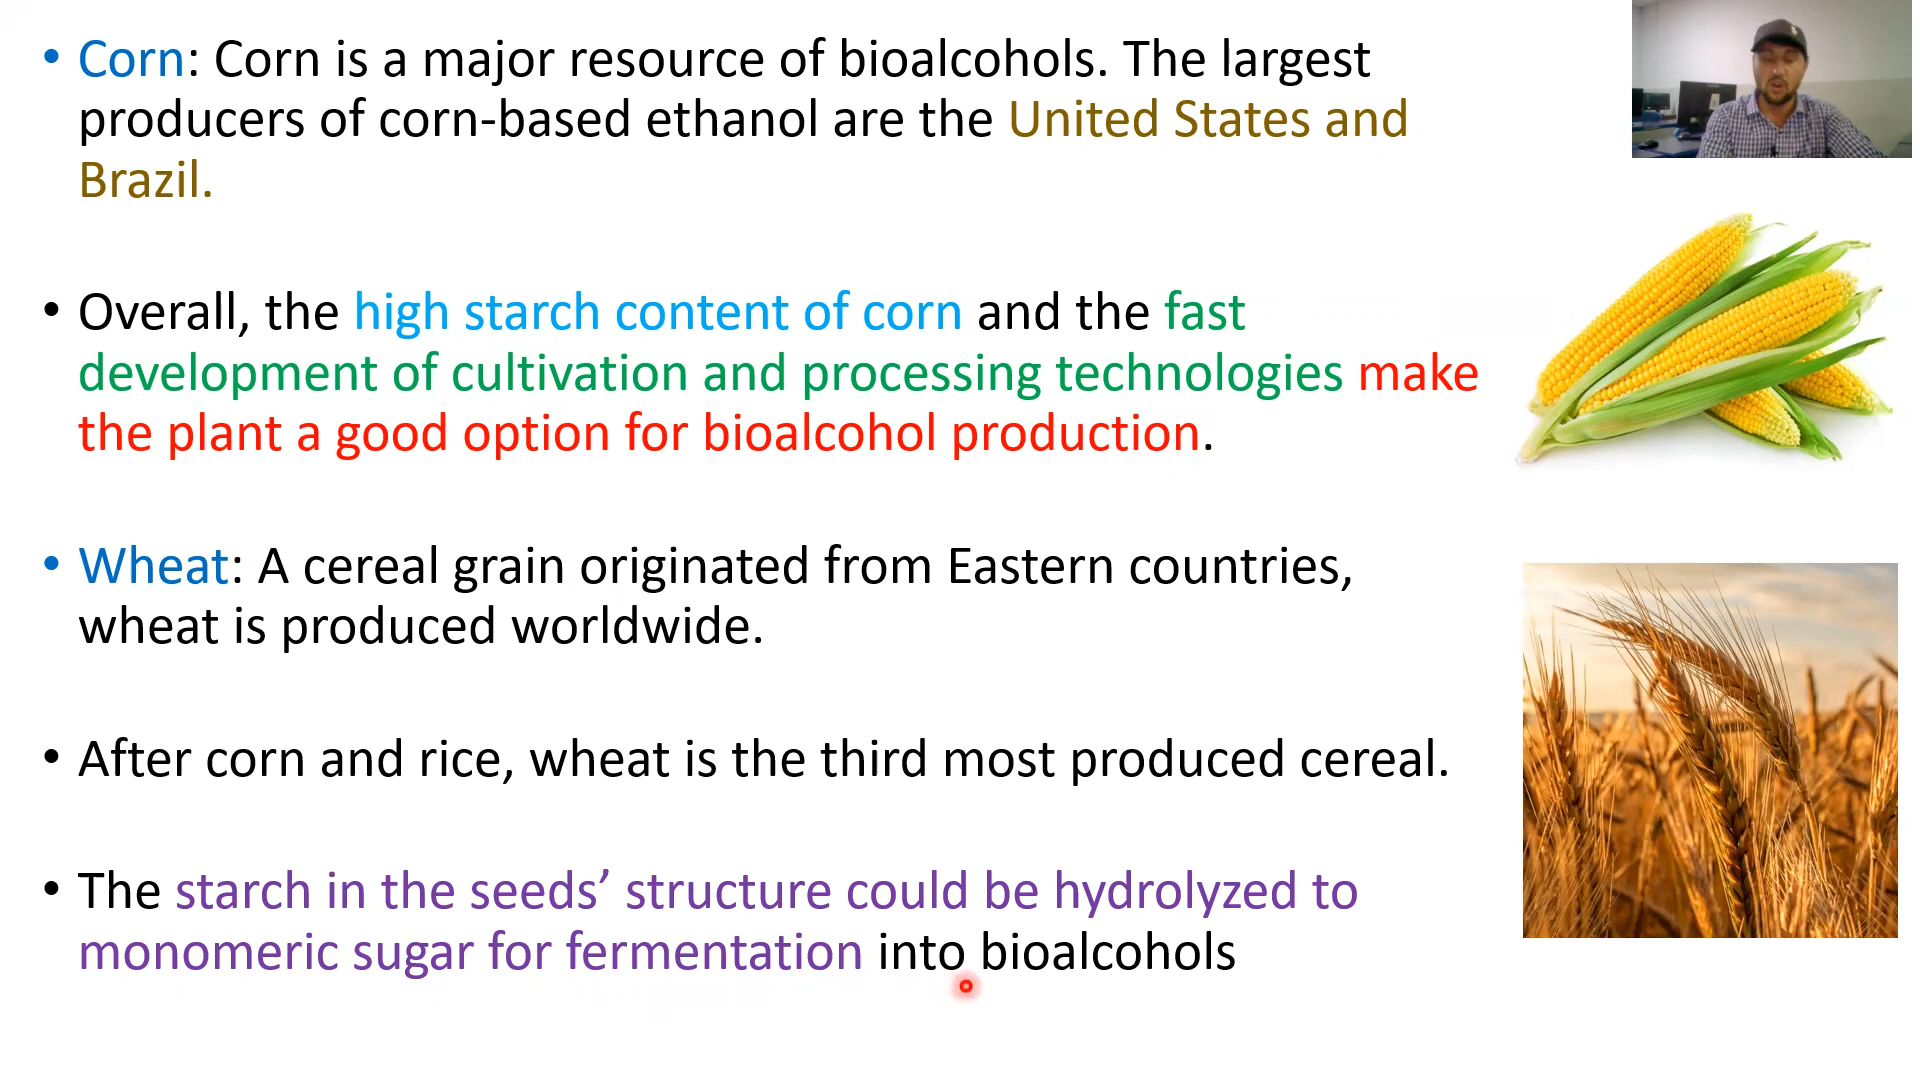 • Corn: Corn is a major resource of bioalcohols. The largest
producers of corn-based ethanol are the United States and
Brazil.
• Overall, the high starch content of corn and the fast
development of cultivation and processing technologies make
the plant a good option for bioalcohol production.
• Wheat: A cereal grain originated from Eastern countries,
wheat is produced worldwide.
• After corn and rice, wheat is the third most produced cereal.
• The starch in the seeds’ structure could be hydrolyzed to
monomeric sugar for fermentation into bioalcohols